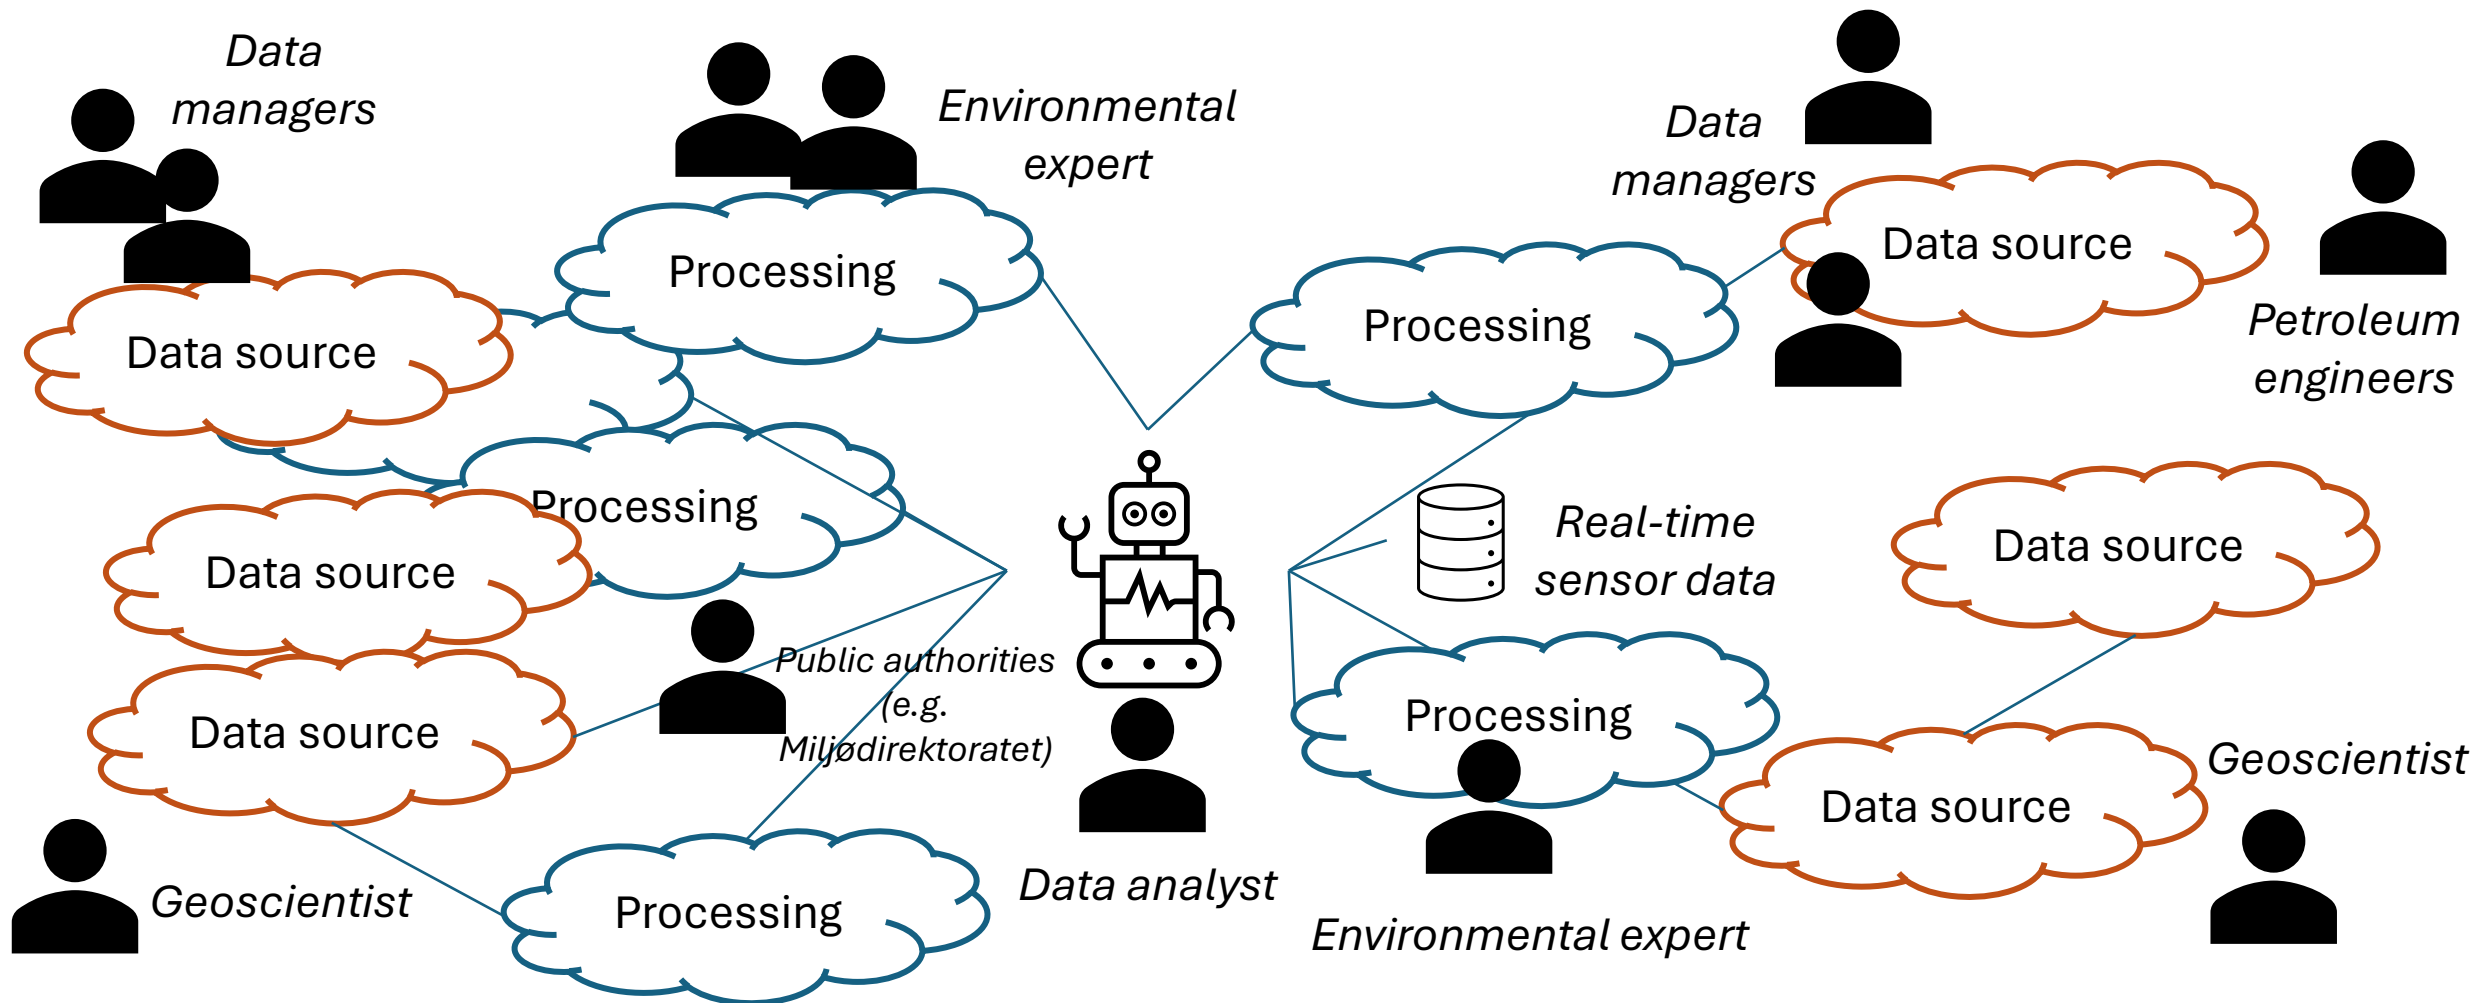 Data
managers
Environmental
expert
Data
managers
Data source
Processing
Processing
Petroleum
engineers
Data source
Processing
Real-time
sensor data
Data source
Data source
Public authorities
(e.g.
Miljødirektoratet)
Data source
Processing
Geoscientist
Data source
Geoscientist
Processing
Data analyst
Environmental expert